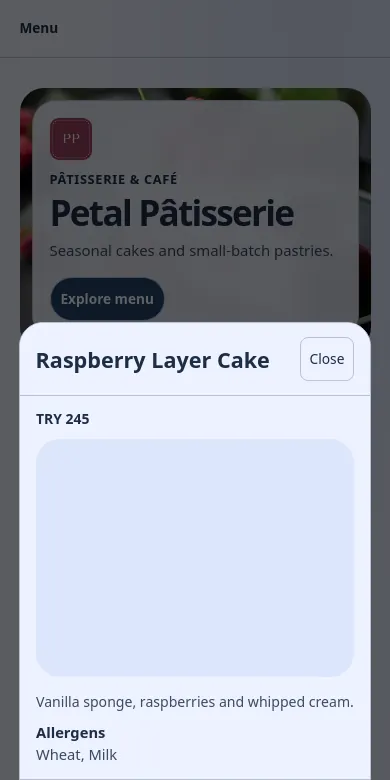 Menu
PP
PÂTISSERIE & CAFÉ
Petal Pâtisserie
Seasonal cakes and small-batch pastries.
Explore menu
Raspberry Layer Cake
Close
TRY 245
Vanilla sponge, raspberries and whipped cream.
Allergens
Wheat, Milk